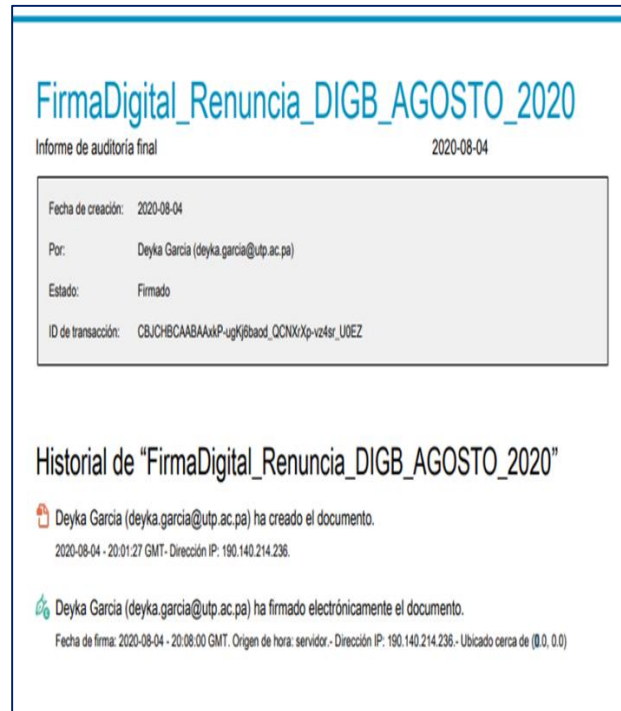 FirmaDigital_Renuncia_DIGB_AGOSTO_2020
Informe de auditoría final 2020-08-04
Fecha de creación: 2020-08-04
Por: Deyka Garcia (deyka.garcia@utp.ac.pa)
Estado: Firmado
ID de transacción: CBJCHBCAABAAxkP-ugKj6baod_QCNXrXp-vz4sr_U0EZ
Historial de “FirmaDigital_Renuncia_DIGB_AGOSTO_2020”
Deyka Garcia (deyka.garcia@utp.ac.pa) ha creado el documento.
2020-08-04 - 20:01:27 GMT- Dirección IP: 190.140.214.236.
Deyka Garcia (deyka.garcia@utp.ac.pa) ha firmado electrónicamente el documento.
Fecha de firma: 2020-08-04 - 20:08:00 GMT. Origen de hora: servidor.- Dirección IP: 190.140.214.236.- Ubicado cerca de (0.0, 0.0)